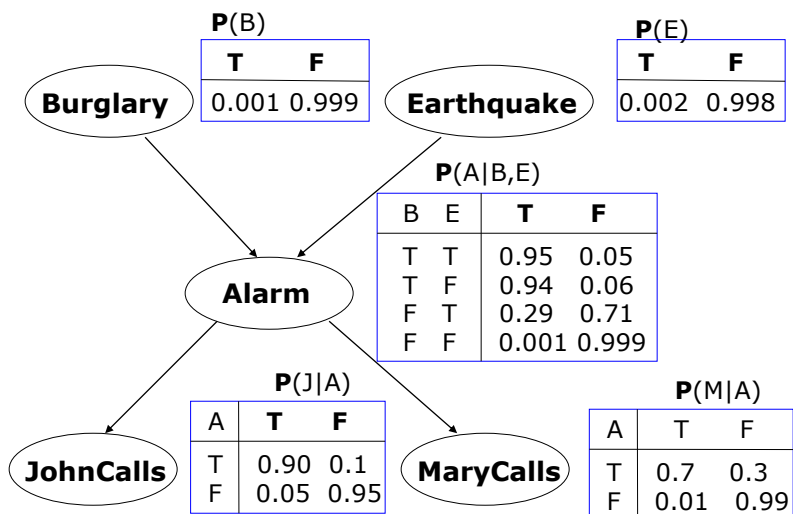 P(B)
T F
0.001 0.999
Burglary
P(E)
T F
0.002 0.998
Earthquake
P(A|B,E)
B E T F
T T 0.95 0.05
T F 0.94 0.06
F T 0.29 0.71
F F 0.001 0.999
Alarm
P(J|A)
A T F
T 0.90 0.1
F 0.05 0.95
JohnCalls
P(M|A)
A T F
T 0.7 0.3
F 0.01 0.99
MaryCalls